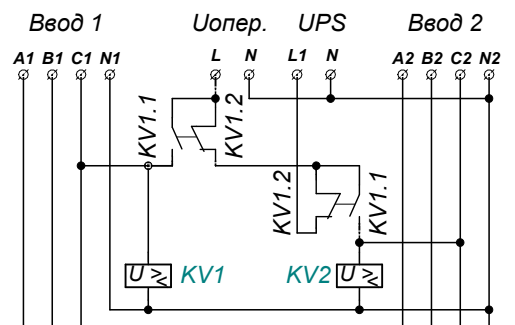 Ввод 1 Uопер. UPS Ввод 2
A1 B1 C1 N1 L N L1 N A2 B2 C2 N2
KV1.1 KV1.2
KV1.2 KV1.1
U ≷ KV1 KV2 U ≷